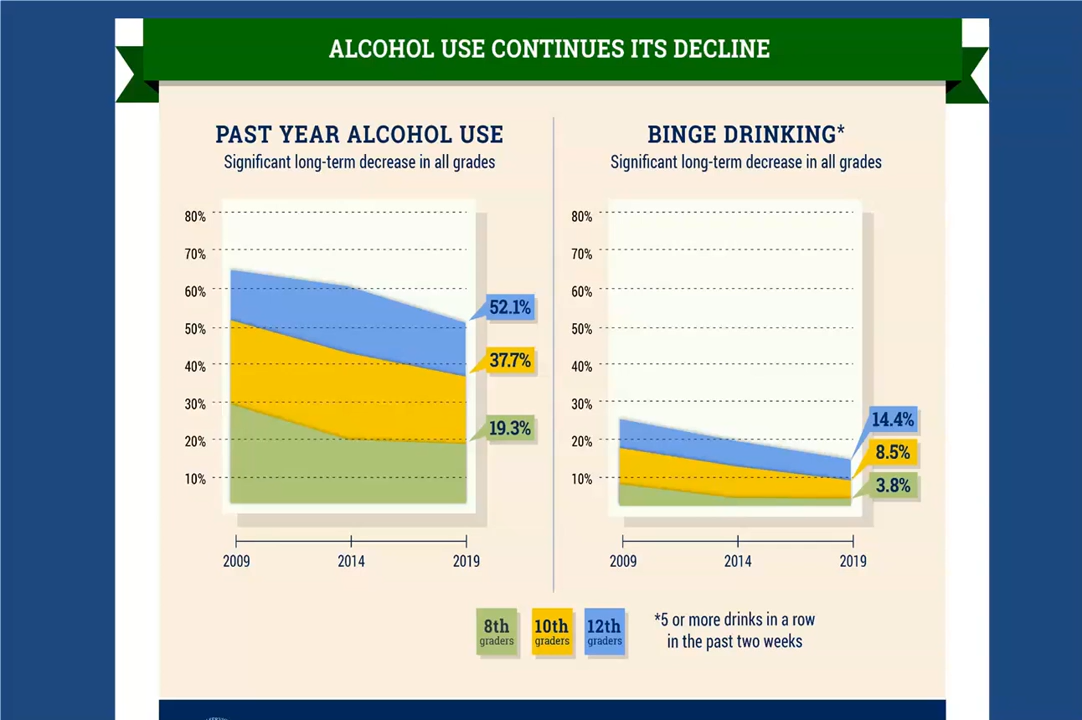 ALCOHOL USE CONTINUES ITS DECLINE
PAST YEAR ALCOHOL USE
Significant long-term decrease in all grades
80%
70%
60%
50%
40%
30%
20%
10%
52.1%
37.7%
19.3%
2009
2014
2019
BINGE DRINKING*
Significant long-term decrease in all grades
80%
70%
60%
50%
40%
30%
20%
10%
14.4%
8.5%
3.8%
2009
2014
2019
8th
graders
10th
graders
12th
graders
*5 or more drinks in a row
in the past two weeks